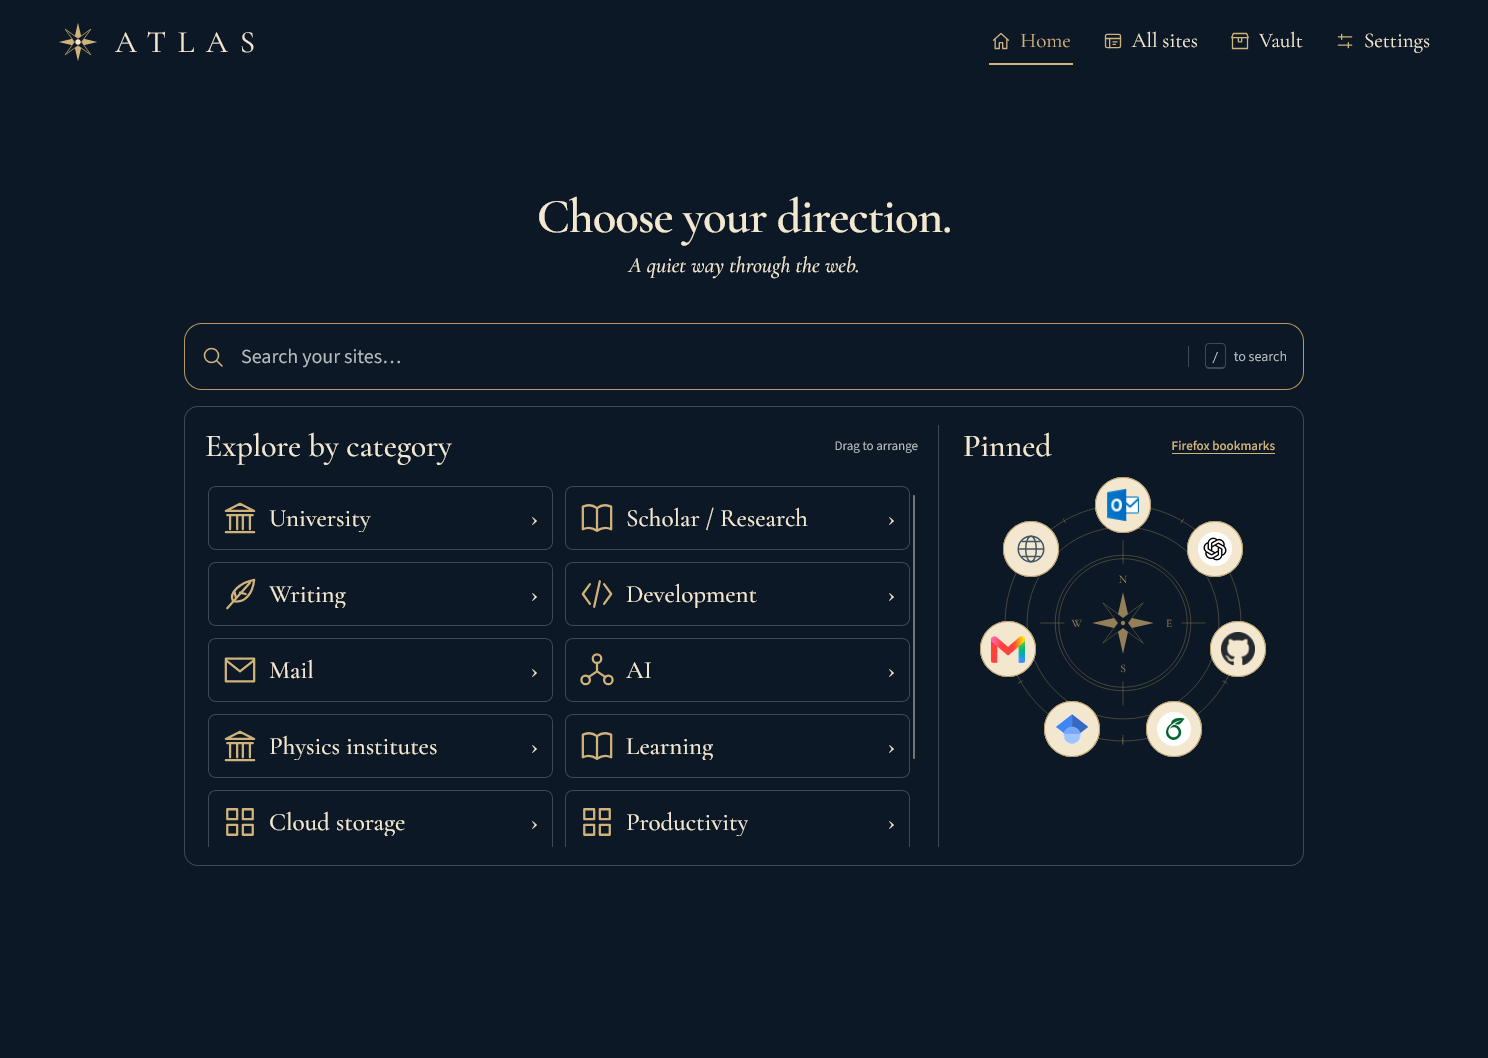 ATLAS
Home
All sites
Vault
Settings
Choose your direction.
A quiet way through the web.
Search your sites...
/ to search
Explore by category
Drag to arrange
University
Scholar / Research
Writing
Development
Mail
AI
Physics institutes
Learning
Cloud storage
Productivity
Pinned
Firefox bookmarks
N
W
E
S